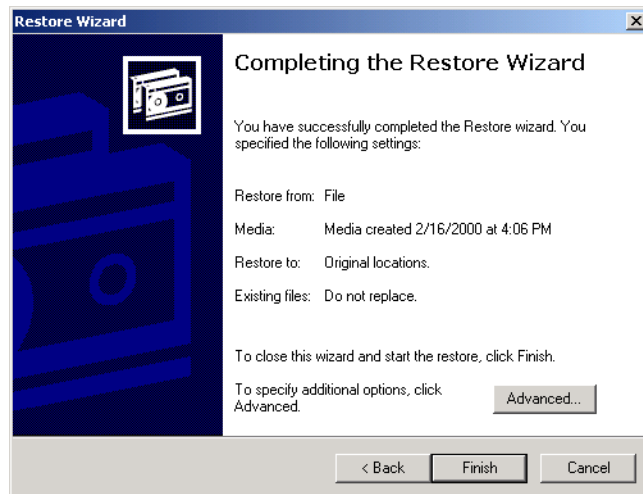 Restore Wizard
Completing the Restore Wizard
You have successfully completed the Restore wizard. You
specified the following settings:
Restore from: File
Media: Media created 2/16/2000 at 4:06 PM
Restore to: Original locations.
Existing files: Do not replace.
To close this wizard and start the restore, click Finish.
To specify additional options, click
Advanced.
Advanced...
< Back Finish Cancel